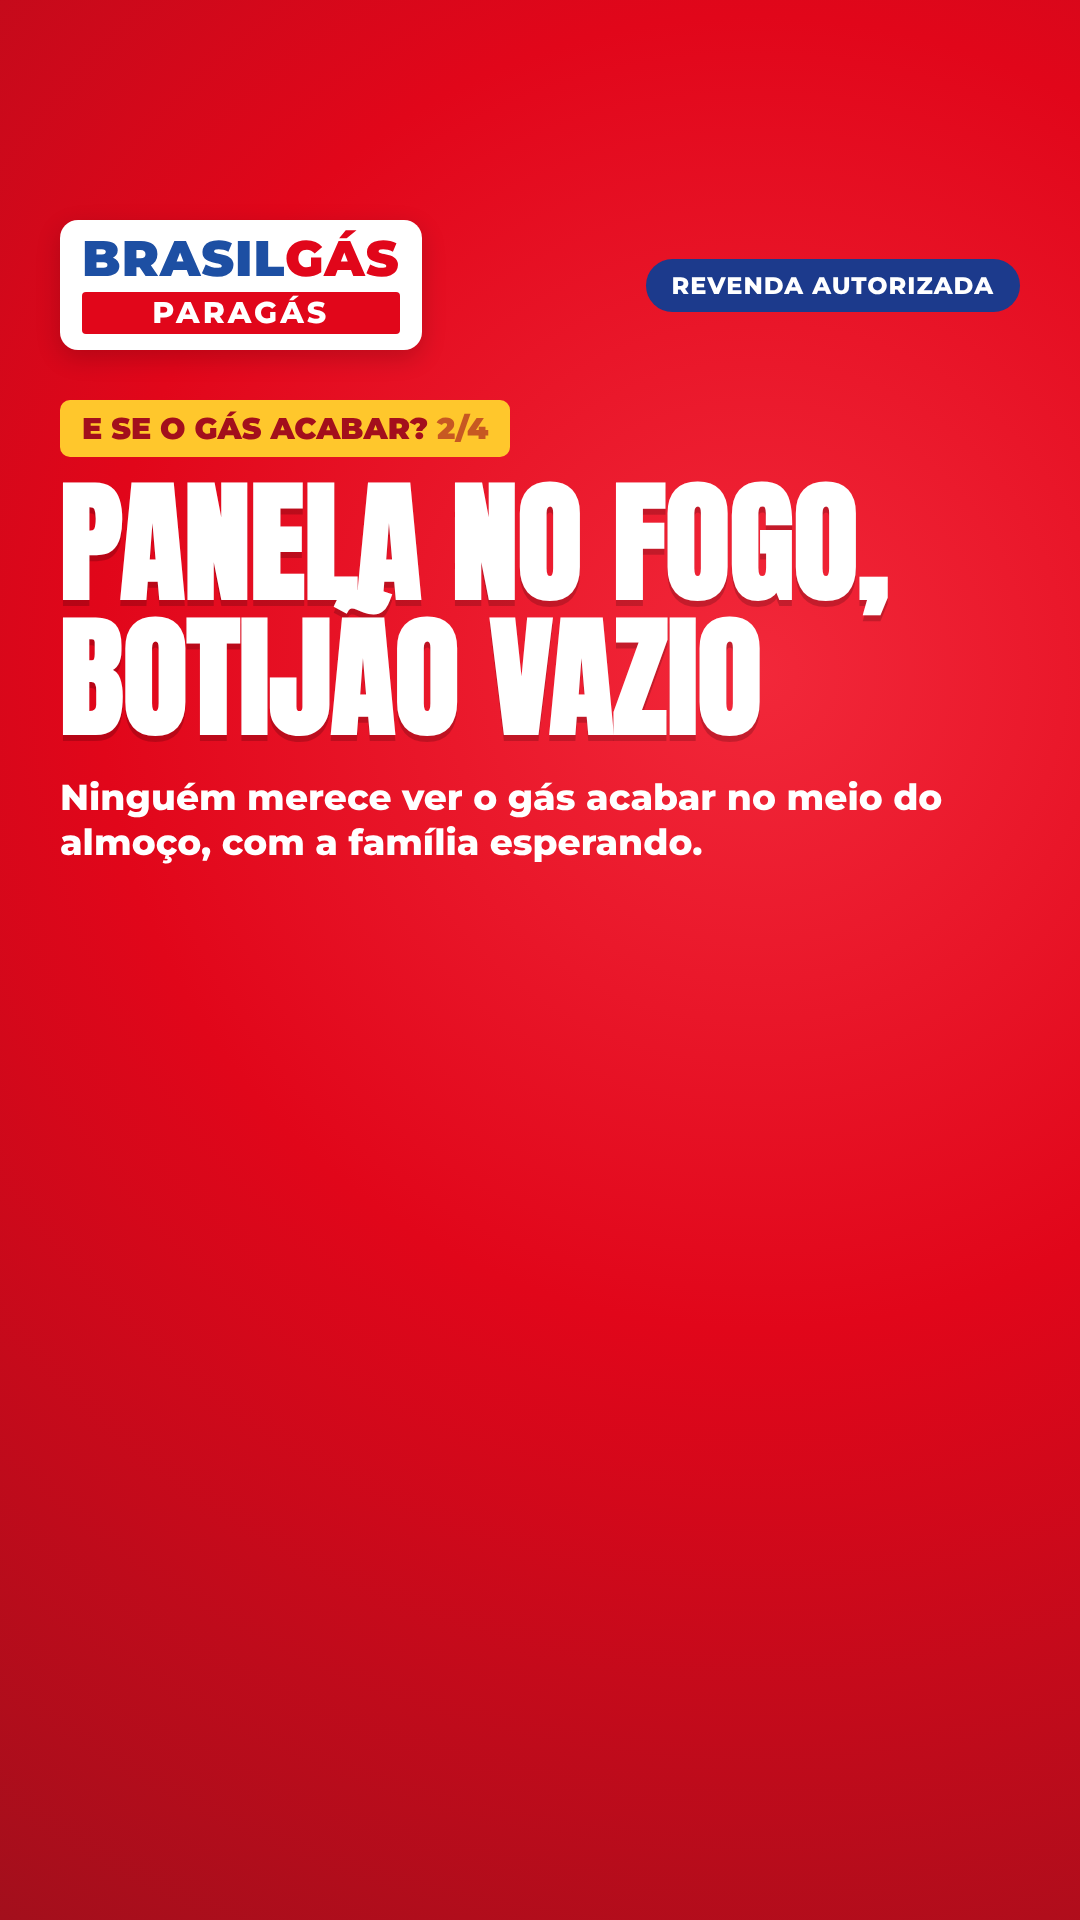 BRASILGÁS
PARAGÁS
REVENDA AUTORIZADA
E SE O GÁS ACABAR? 2/4
PANELA NO FOGO,
BOTIJÃO VAZIO
Ninguém merece ver o gás acabar no meio do
almoço, com a família esperando.